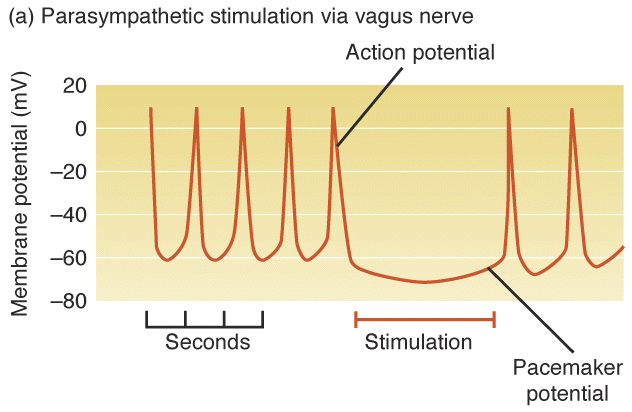 (a) Parasympathetic stimulation via vagus nerve
Action potential
Membrane potential (mV)
20
0
–20
–40
–60
–80
Seconds
Stimulation
Pacemaker
potential